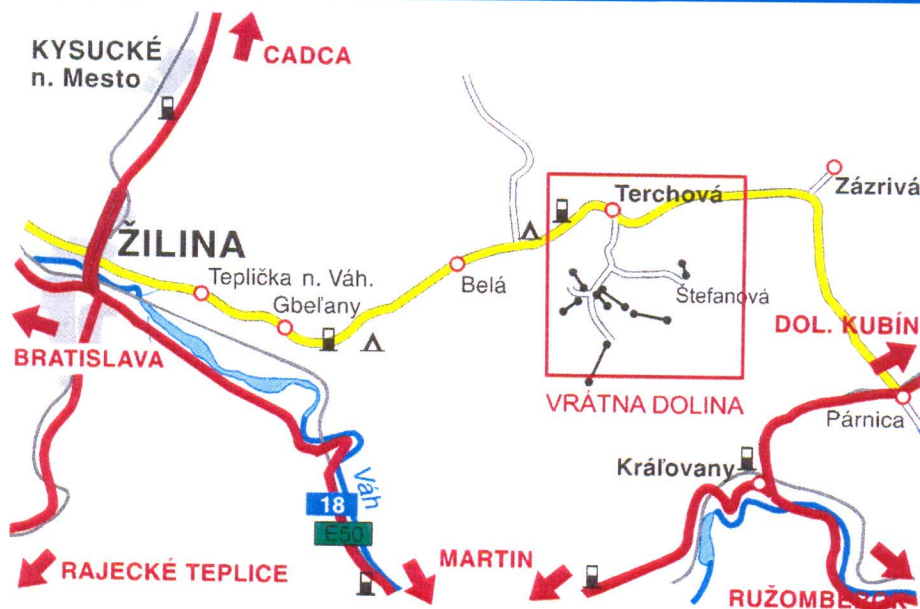 KYSUCKÉ
n. Mesto
CADCA
Terchová
Zázrivá
ŽILINA
Teplička n. Váh.
Gbeľany
Belá
Štefanová
DOL. KUBÍN
BRATISLAVA
VRÁTNA DOLINA
Párnica
Kráľovany
Váh
18
E50
MARTIN
RAJECKÉ TEPLICE
RUŽOMBEROK